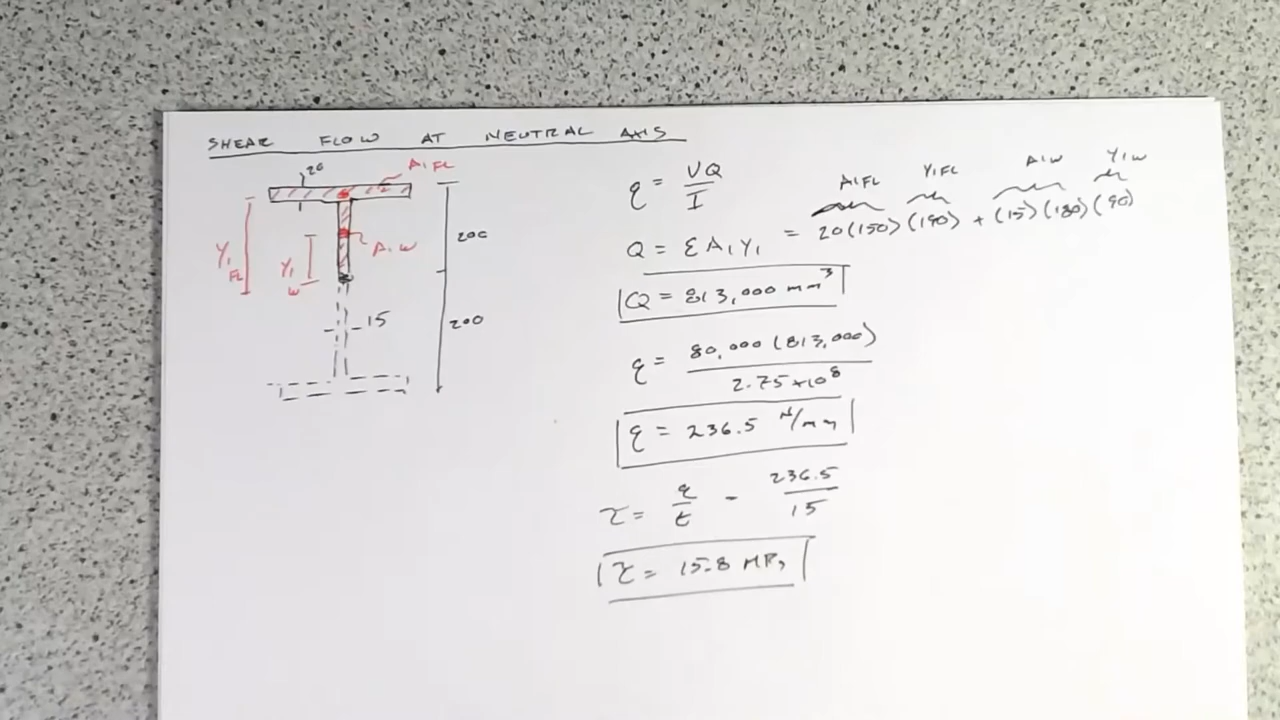 SHEAR FLOW AT NEUTRAL AXIS
20
A1FL
200
A1W
Y1
FL
Y1
W
15
200
q = VQ / I
A1FL Y1FL A1W Y1W
Q = Σ A1Y1 = 20(150)(190) + (15)(180)(90)
Q = 813,000 mm³
q = 80,000 (813,000) / 2.75×10⁸
q = 236.5 N/mm
τ = q / t = 236.5 / 15
τ = 15.8 MPa